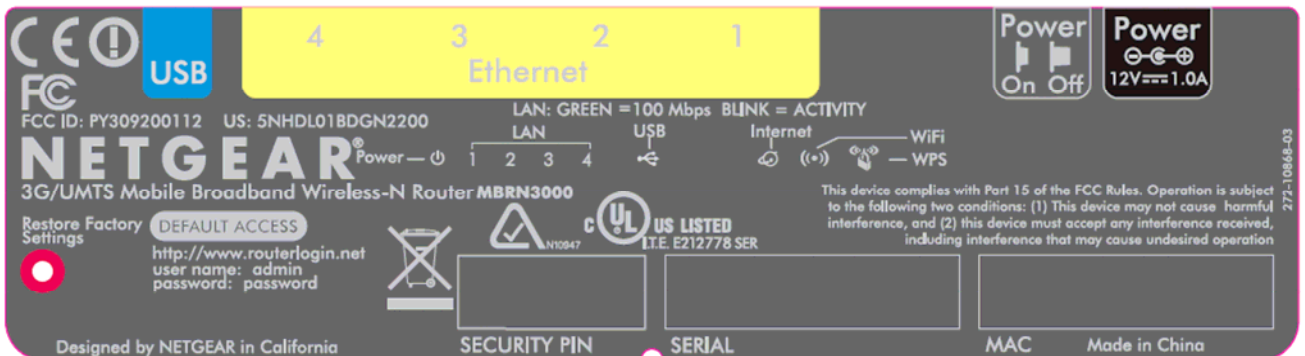 CE
USB
4 3 2 1
Ethernet
Power
On Off
Power
12V 1.0A
FC
FCC ID: PY309200112 US: 5NHDL01BDGN2200
LAN: GREEN =100 Mbps BLINK = ACTIVITY
NETGEAR®
Power
LAN
1 2 3 4
USB
Internet
WiFi
WPS
3G/UMTS Mobile Broadband Wireless-N Router MBRN3000
272-10868-03
This device complies with Part 15 of the FCC Rules. Operation is subject
to the following two conditions: (1) This device may not cause harmful
interference, and (2) this device must accept any interference received,
including interference that may cause undesired operation
Restore Factory
Settings
DEFAULT ACCESS
http://www.routerlogin.net
user name: admin
password: password
N10947
C UL US LISTED
I.T.E. E212778 SER
SECURITY PIN
SERIAL
MAC
Designed by NETGEAR in California
Made in China